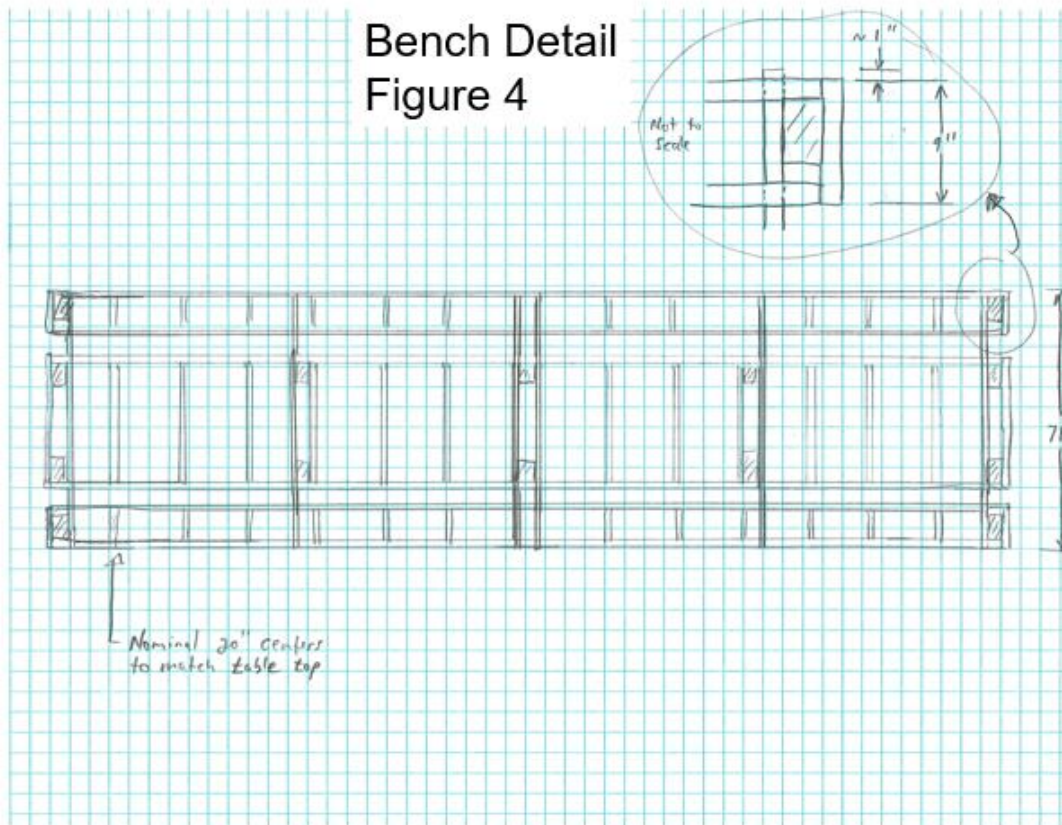 Bench Detail
Figure 4
~ 1"
Not to
Scale
9"
Nominal 20" centers
to match table top